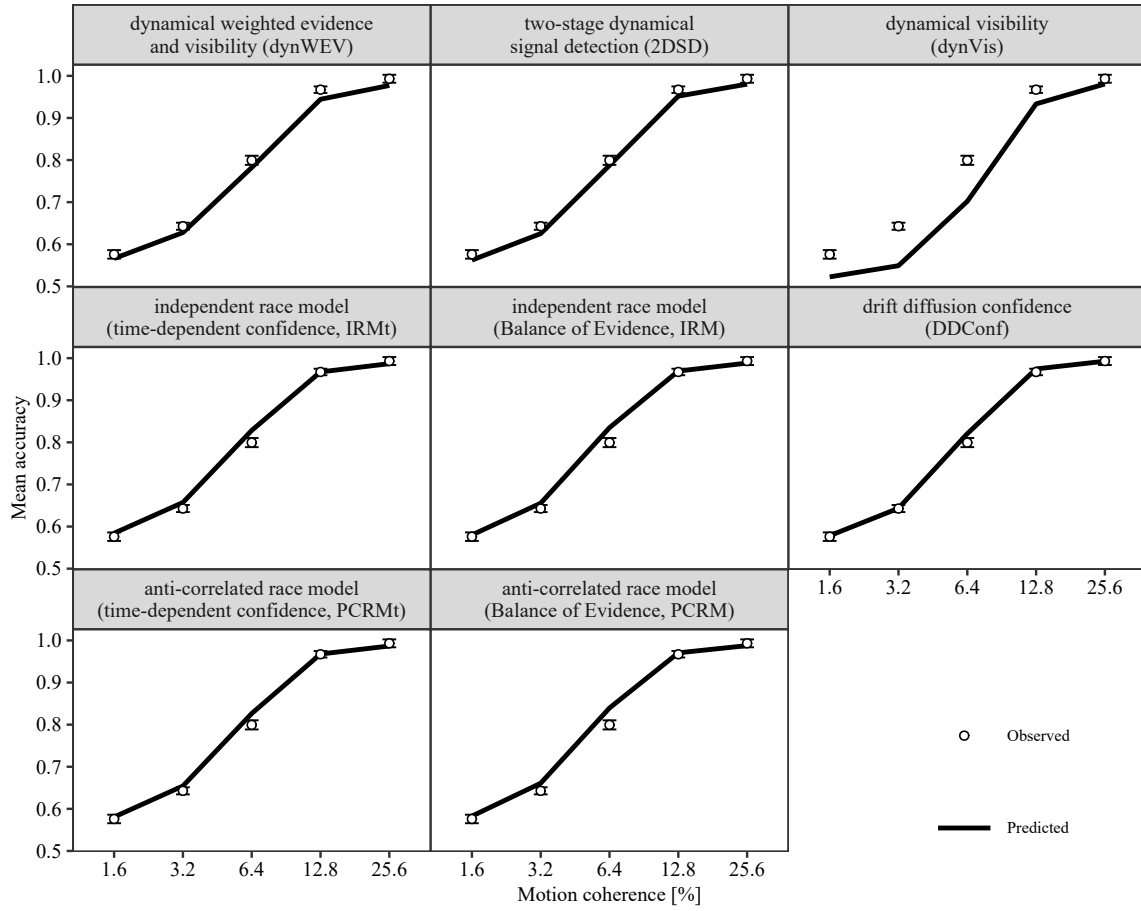 dynamical weighted evidence
and visibility (dynWEV)
two-stage dynamical
signal detection (2DSD)
dynamical visibility
(dynVis)
1.0
0.9
0.8
0.7
0.6
0.5
independent race model
(time-dependent confidence, IRMt)
independent race model
(Balance of Evidence, IRM)
drift diffusion confidence
(DDConf)
Mean accuracy
1.0
0.9
0.8
0.7
0.6
0.5
1.6 3.2 6.4 12.8 25.6
anti-correlated race model
(time-dependent confidence, PCRMt)
anti-correlated race model
(Balance of Evidence, PCRM)
1.0
0.9
0.8
0.7
0.6
0.5
Observed
Predicted
1.6 3.2 6.4 12.8 25.6
1.6 3.2 6.4 12.8 25.6
Motion coherence [%]